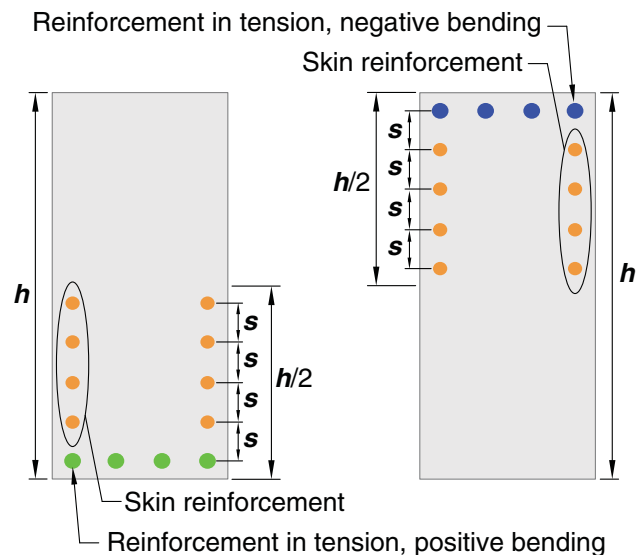 Reinforcement in tension, negative bending
Skin reinforcement
h
s
s
s
s
h/2
Skin reinforcement
Reinforcement in tension, positive bending
s
s
s
s
h/2
h